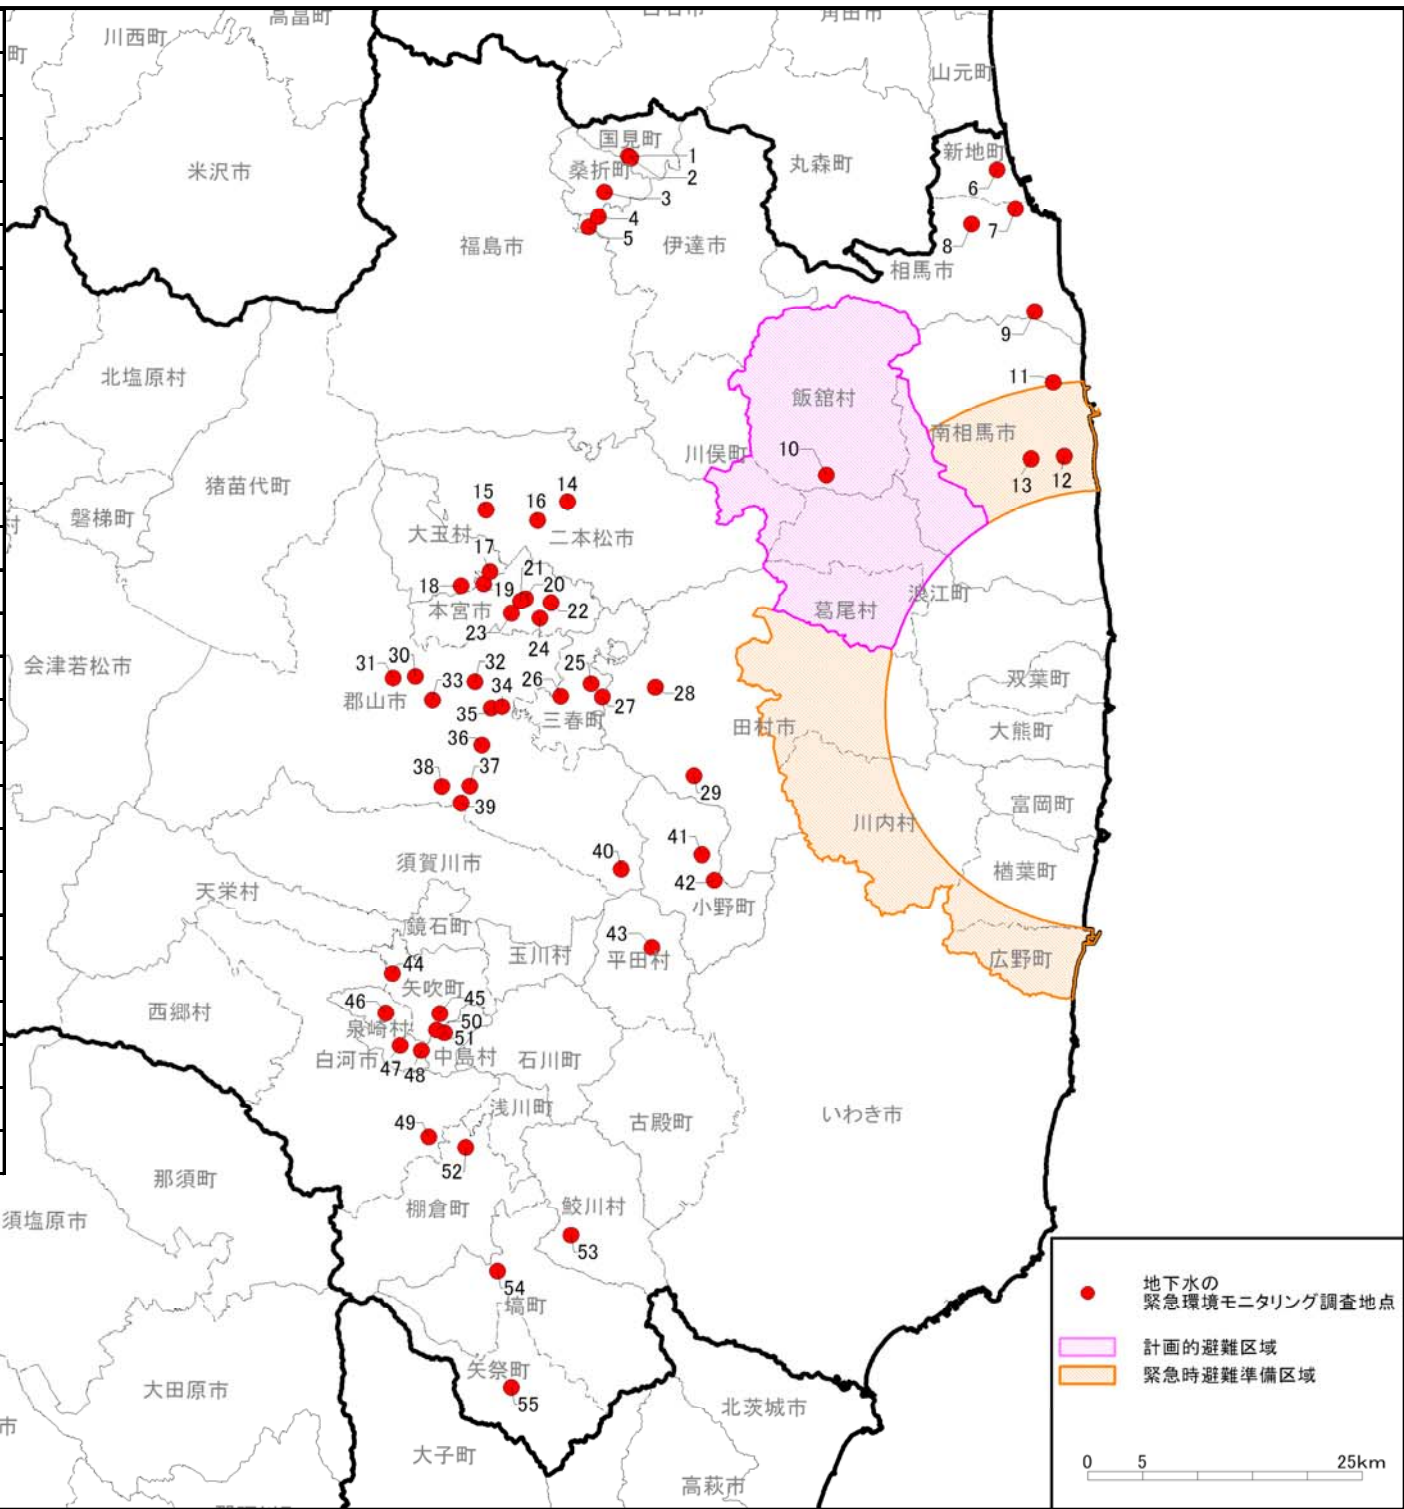 川西町
高畠町
角田市
町
山元町
米沢市
国見町
桑折町
1
2
3
4
5
福島市
伊達市
丸森町
新地町
6
7
8
相馬市
9
北塩原村
飯舘村
11
南相馬市
川俣町
10
13
12
猪苗代町
磐梯町
村
15
16
14
大玉村
二本松市
17
21
18
19
20
本宮市
22
23
24
浪江町
葛尾村
会津若松市
31
30
32
25
26
33
34
28
27
郡山市
35
三春町
双葉町
田村市
大熊町
36
38
37
29
39
富岡町
川内村
41
40
須賀川市
42
楢葉町
天栄村
小野町
鏡石町
43
玉川村
平田村
広野町
44
矢吹町
46
45
西郷村
泉崎村
50
51
白河市
47
48
中島村
石川町
浅川町
49
古殿町
いわき市
52
那須町
棚倉町
鮫川村
須塩原市
53
54
塙町
矢祭町
55
大田原市
北茨城市
市
大子町
高萩市
地下水の
緊急環境モニタリング調査地点
計画的避難区域
緊急時避難準備区域
0 5 25km